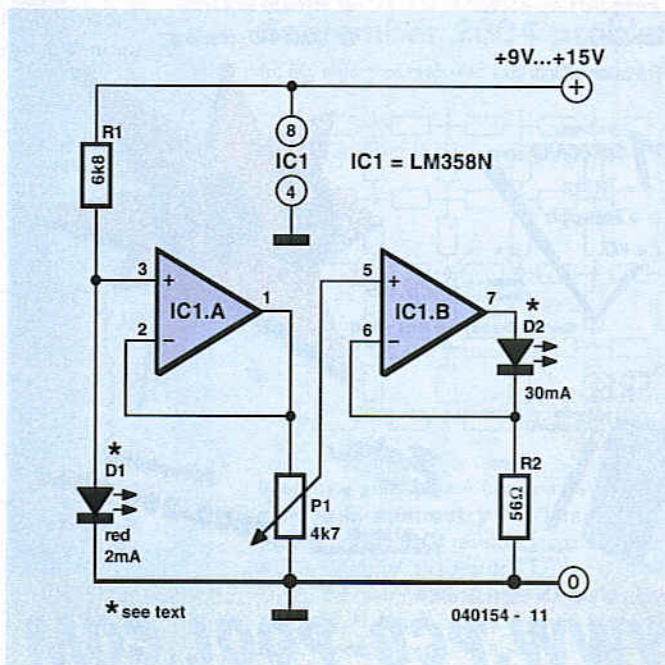 +9V...+15V
+
R1
6k8
8
IC1
4
IC1 = LM358N
3
+
2
−
IC1.A
1
5
+
6
−
IC1.B
7
*
D2
30mA
*
D1
red
2mA
P1
4k7
R2
56Ω
0
* see text
040154 - 11